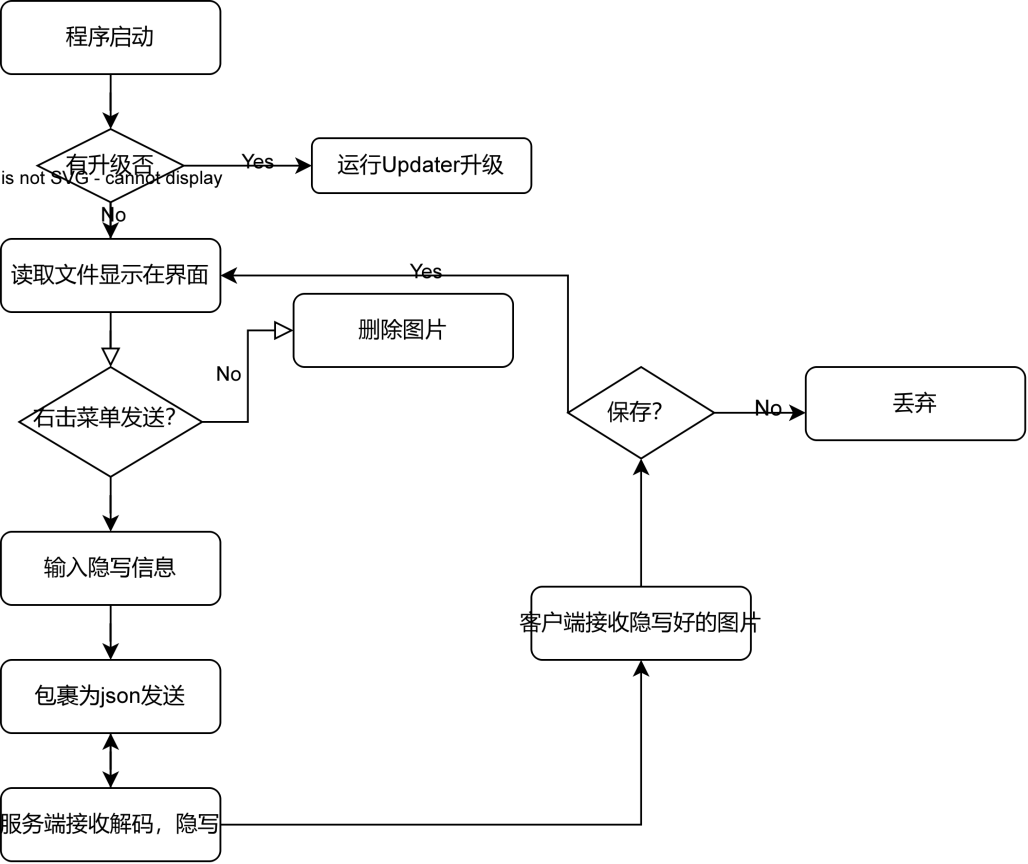 程序启动
有升级否
is not SVG - cannot display
Yes
运行Updater升级
No
读取文件显示在界面
Yes
删除图片
No
右击菜单发送？
保存？
No
丢弃
输入隐写信息
客户端接收隐写好的图片
包裹为json发送
服务端接收解码，隐写